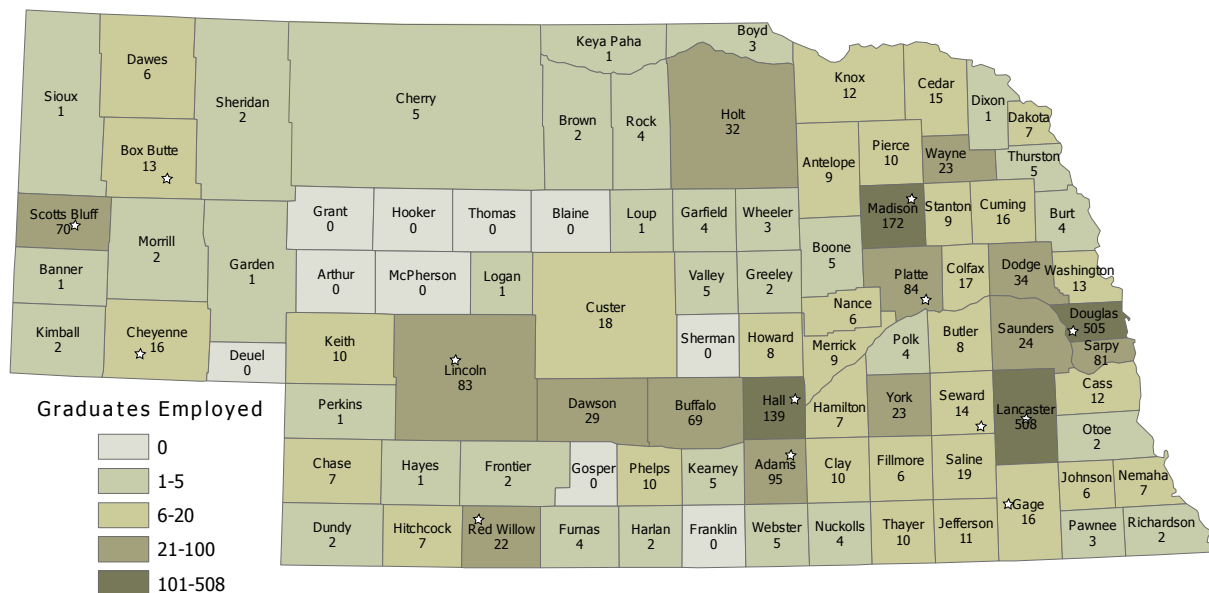 Boyd
3
Keya Paha
1
Dawes
6
Knox
12
Cedar
15
Sioux
1
Sheridan
2
Cherry
5
Brown
2
Rock
4
Holt
32
Dixon
1
Dakota
7
Box Butte
13
Antelope
9
Pierce
10
Wayne
23
Thurston
5
Scotts Bluff
70
Grant
0
Hooker
0
Thomas
0
Blaine
0
Loup
1
Garfield
4
Wheeler
3
Madison
172
Stanton
9
Cuming
16
Burt
4
Morrill
2
Banner
1
Garden
1
Arthur
0
McPherson
0
Logan
1
Valley
5
Greeley
2
Boone
5
Platte
84
Colfax
17
Dodge
34
Washington
13
Custer
18
Nance
6
Kimball
2
Cheyenne
16
Deuel
0
Keith
10
Lincoln
83
Sherman
0
Howard
8
Merrick
9
Polk
4
Butler
8
Saunders
24
Douglas
505
Sarpy
81
Perkins
1
Dawson
29
Buffalo
69
Hall
139
Hamilton
7
York
23
Seward
14
Lancaster
508
Cass
12
Otoe
2
Chase
7
Hayes
1
Frontier
2
Gosper
0
Phelps
10
Kearney
5
Adams
95
Clay
10
Fillmore
6
Saline
19
Gage
16
Johnson
6
Nemaha
7
Dundy
2
Hitchcock
7
Red Willow
22
Furnas
4
Harlan
2
Franklin
0
Webster
5
Nuckolls
4
Thayer
10
Jefferson
11
Pawnee
3
Richardson
2
Graduates Employed
0
1-5
6-20
21-100
101-508